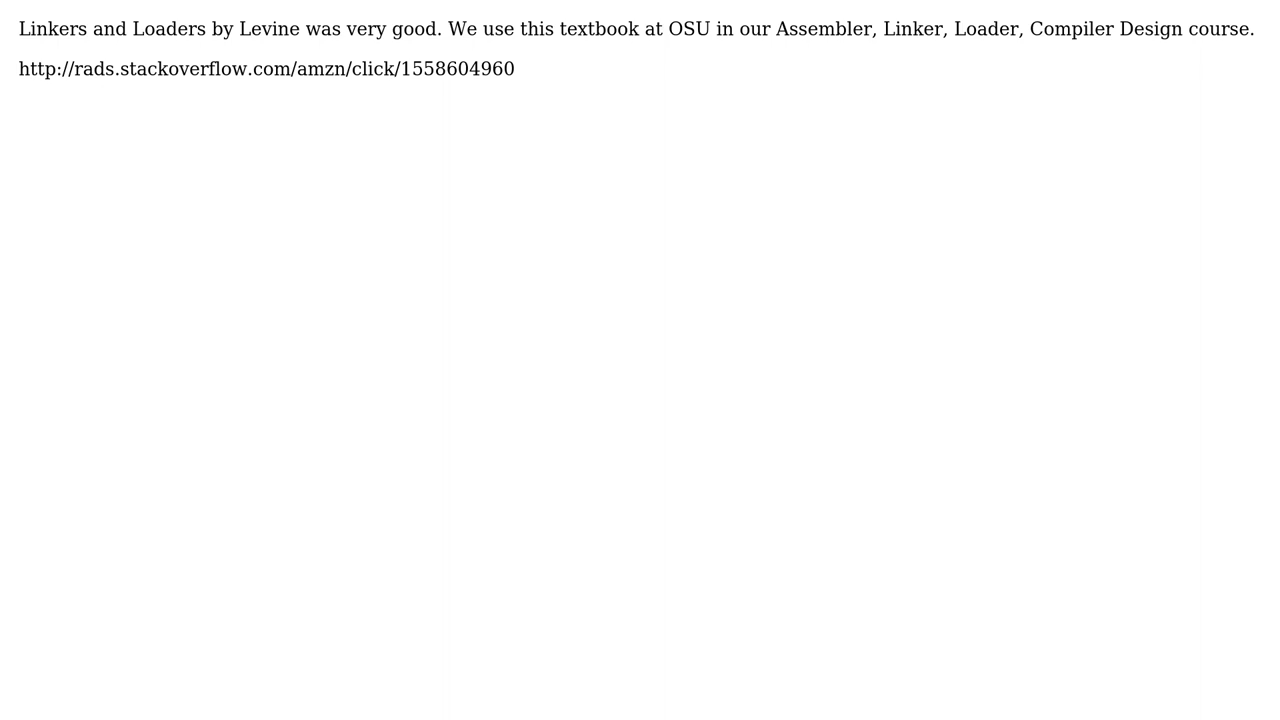 Linkers and Loaders by Levine was very good. We use this textbook at OSU in our Assembler, Linker, Loader, Compiler Design course.
http://rads.stackoverflow.com/amzn/click/1558604960